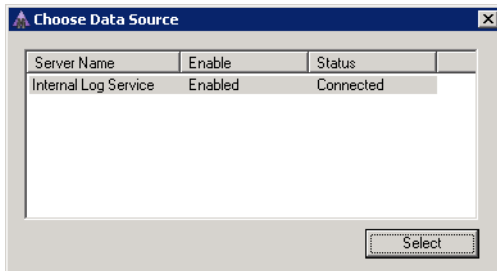 Choose Data Source
Server Name Enable Status
Internal Log Service Enabled Connected
Select